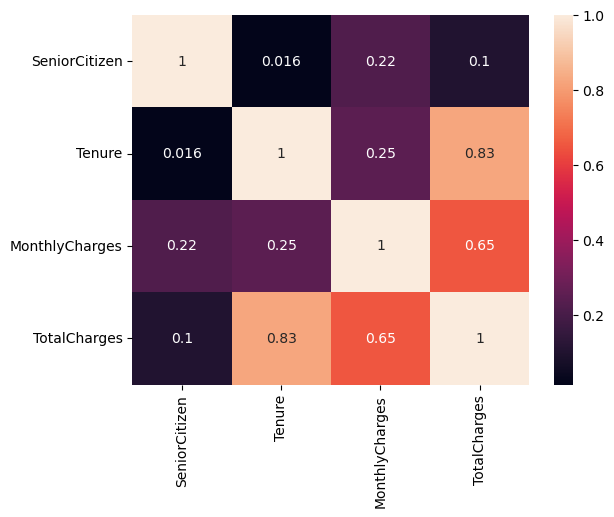 SeniorCitizen 1 0.016 0.22 0.1
Tenure 0.016 1 0.25 0.83
MonthlyCharges 0.22 0.25 1 0.65
TotalCharges 0.1 0.83 0.65 1
SeniorCitizen
Tenure
MonthlyCharges
TotalCharges
1.0
0.8
0.6
0.4
0.2